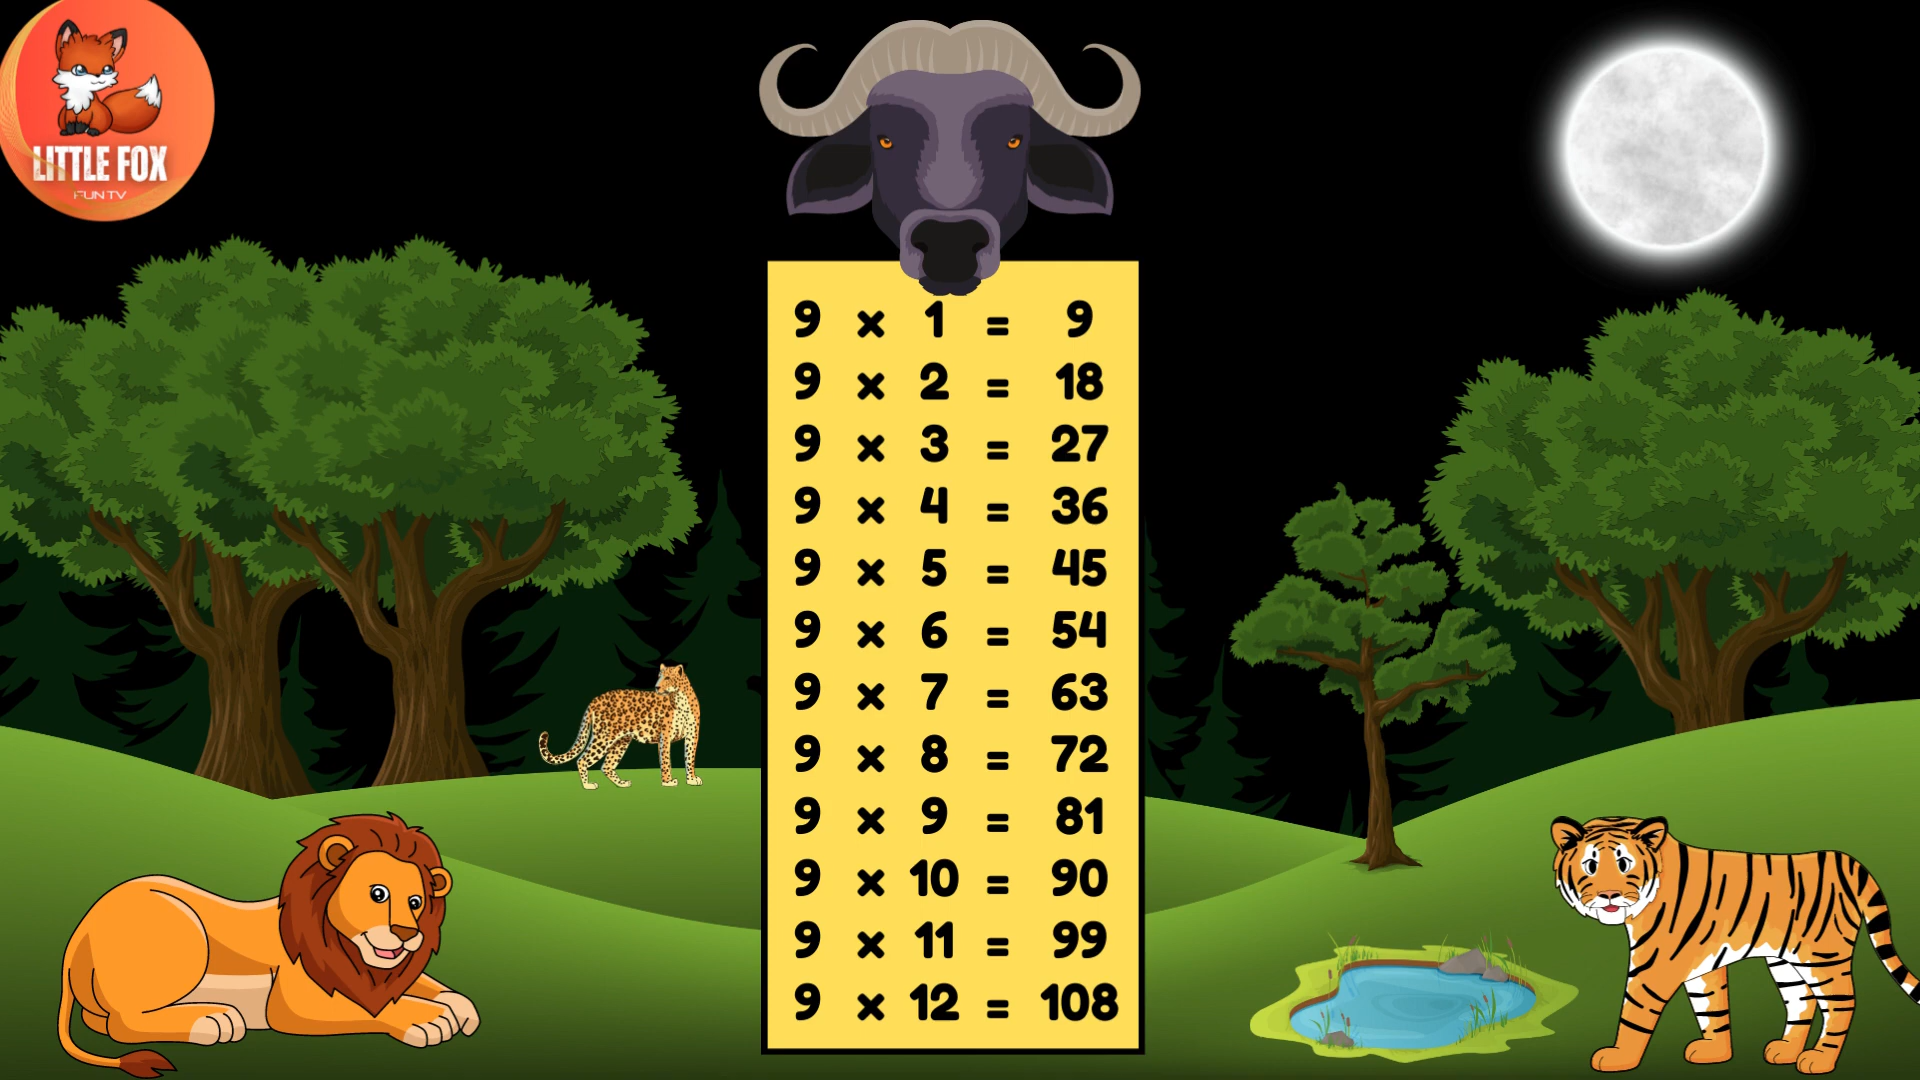 LITTLE FOX
FUN TV
9 × 1 = 9
9 × 2 = 18
9 × 3 = 27
9 × 4 = 36
9 × 5 = 45
9 × 6 = 54
9 × 7 = 63
9 × 8 = 72
9 × 9 = 81
9 × 10 = 90
9 × 11 = 99
9 × 12 = 108